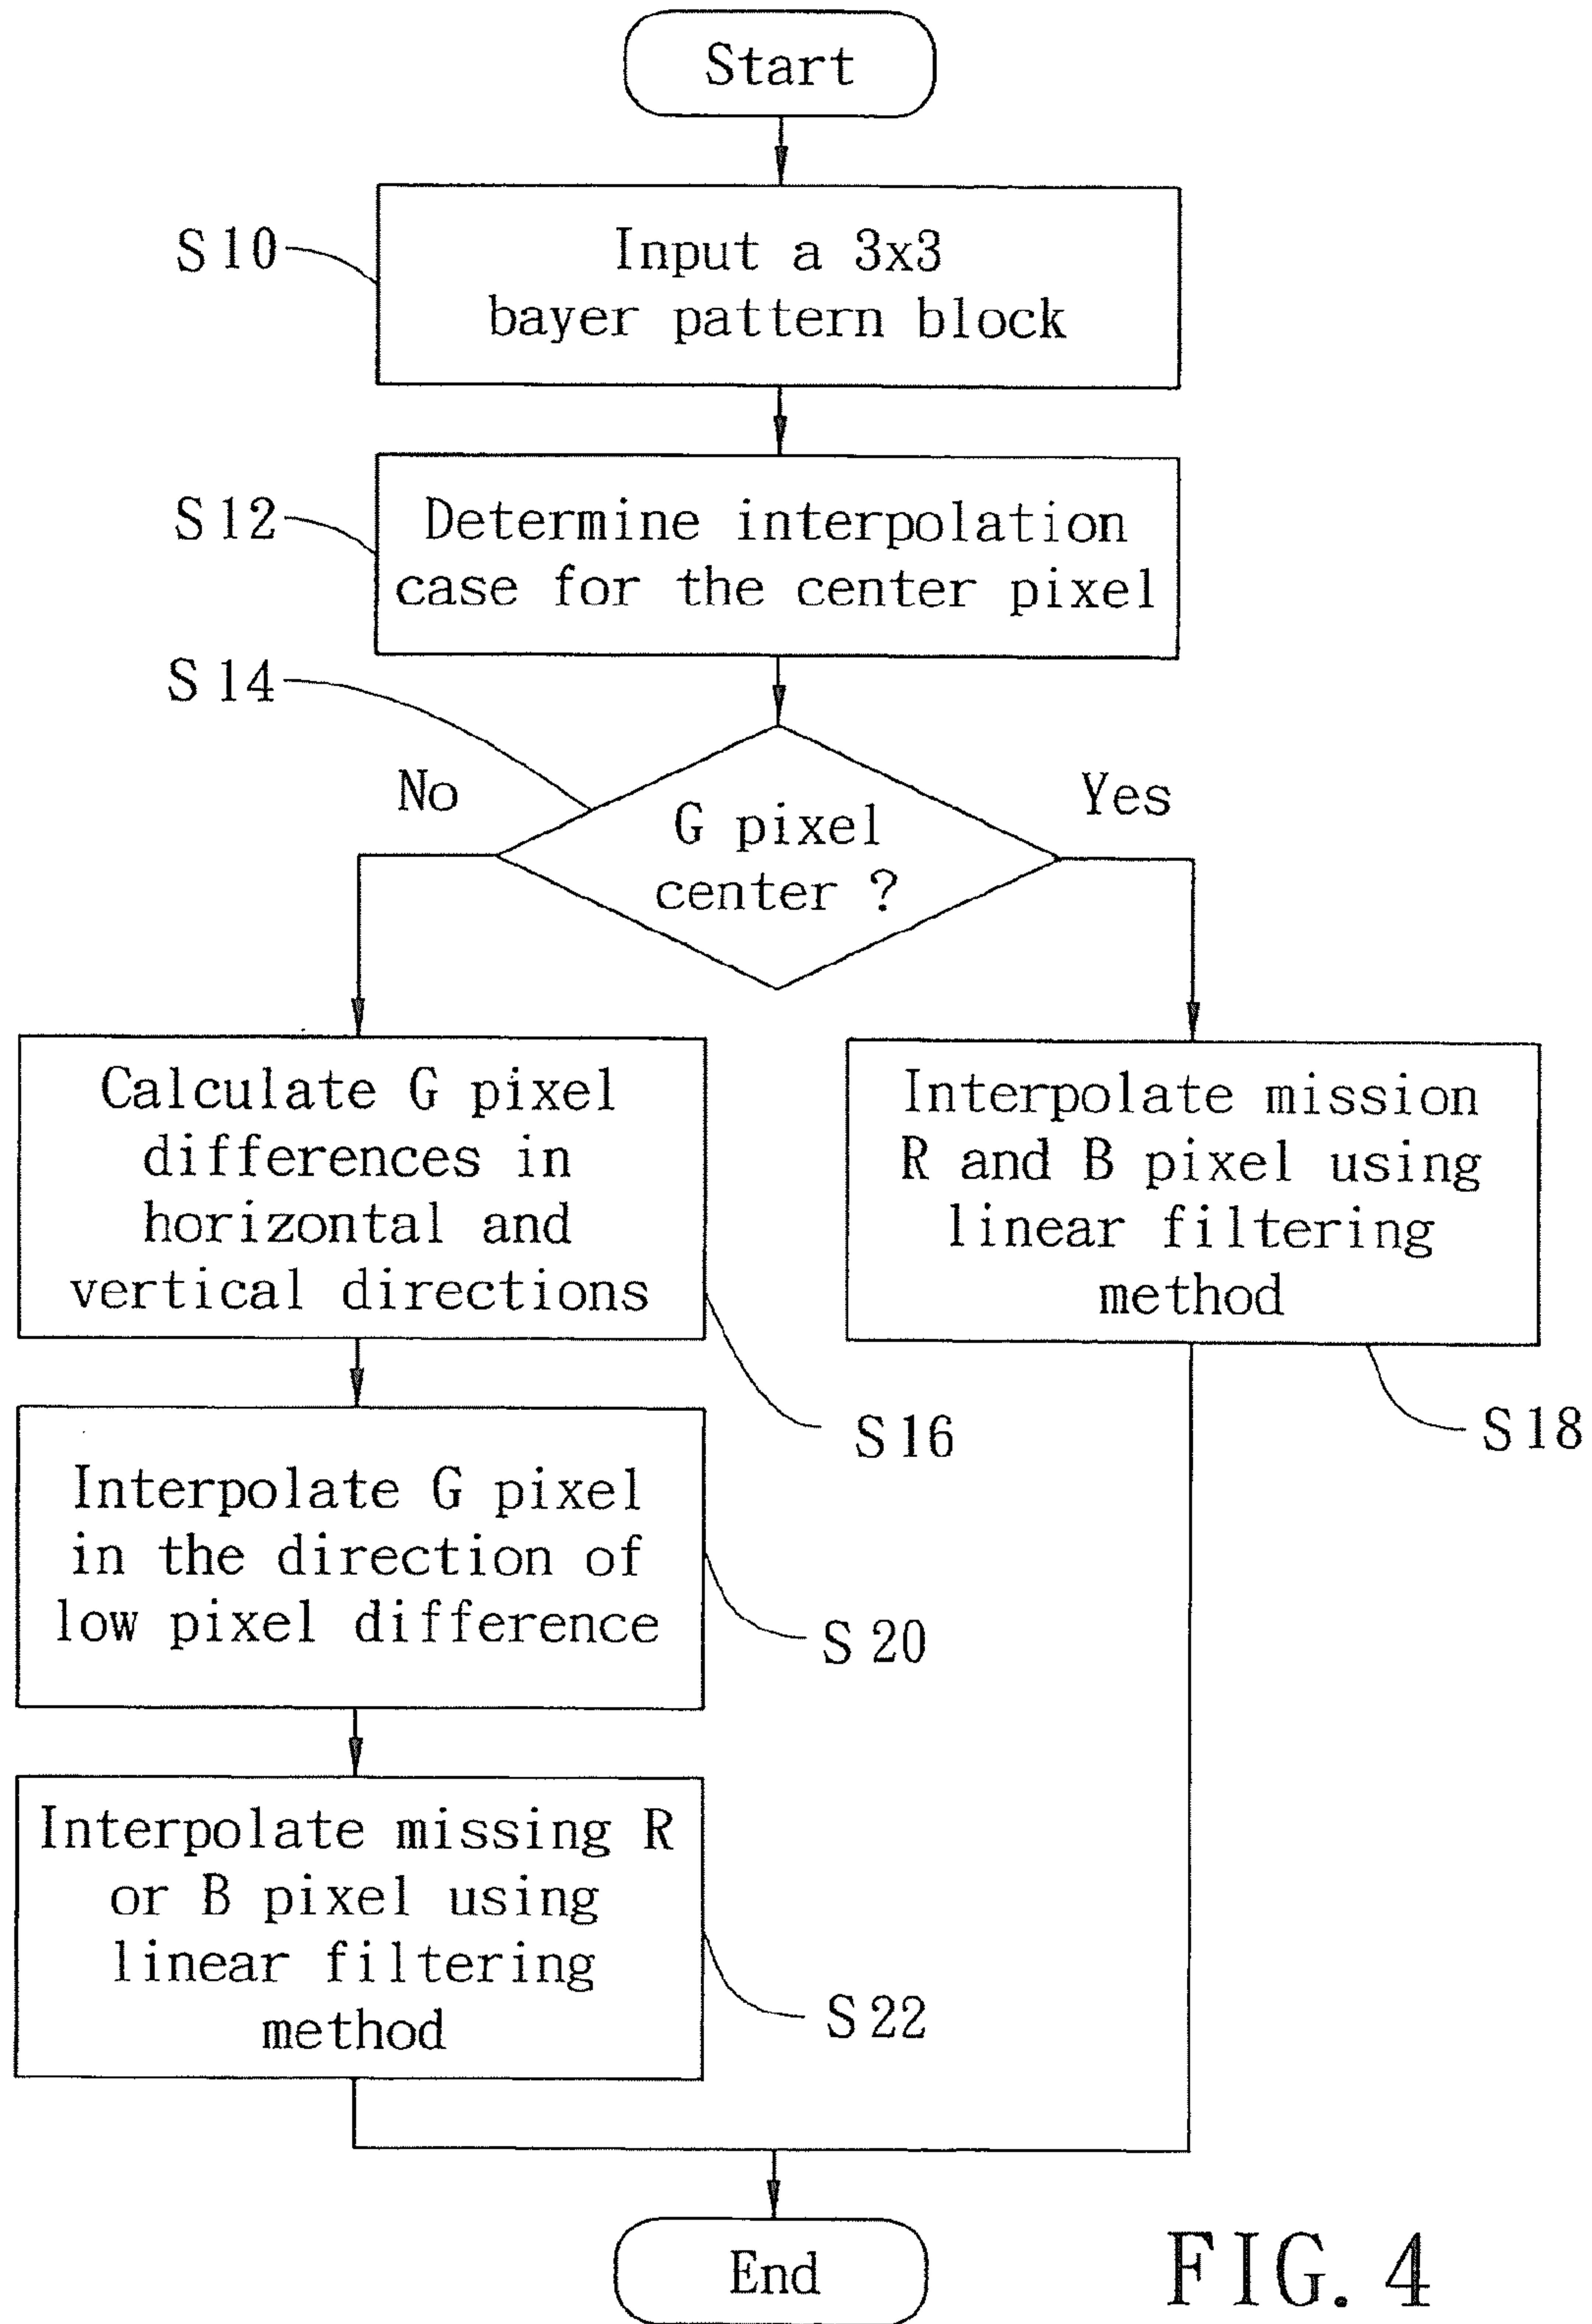 Start
S10
Input a 3x3
bayer pattern block
S12
Determine interpolation
case for the center pixel
S14
No
Yes
G pixel
center ?
Calculate G pixel
differences in
horizontal and
vertical directions
S16
Interpolate mission
R and B pixel using
linear filtering
method
S18
Interpolate G pixel
in the direction of
low pixel difference
S20
Interpolate missing R
or B pixel using
linear filtering
method
S22
End
FIG. 4